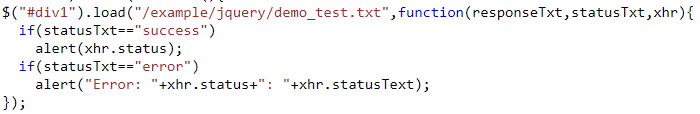 $("#div1").load("/example/jquery/demo_test.txt",function(responseTxt,statusTxt,xhr){
  if(statusTxt=="success")
    alert(xhr.status);
  if(statusTxt=="error")
    alert("Error: "+xhr.status+": "+xhr.statusText);
});